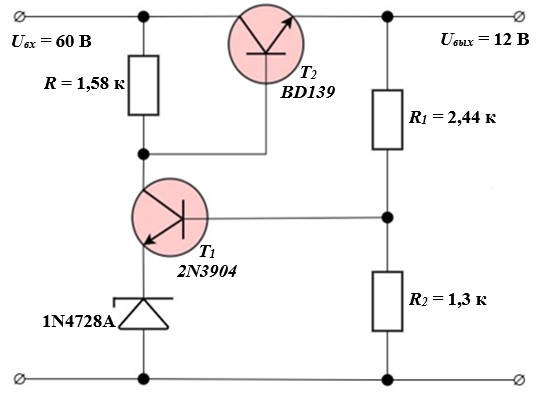 Uвх = 60 В
Uвых = 12 В
R = 1,58 к
T2
BD139
R1 = 2,44 к
T1
2N3904
1N4728A
R2 = 1,3 к